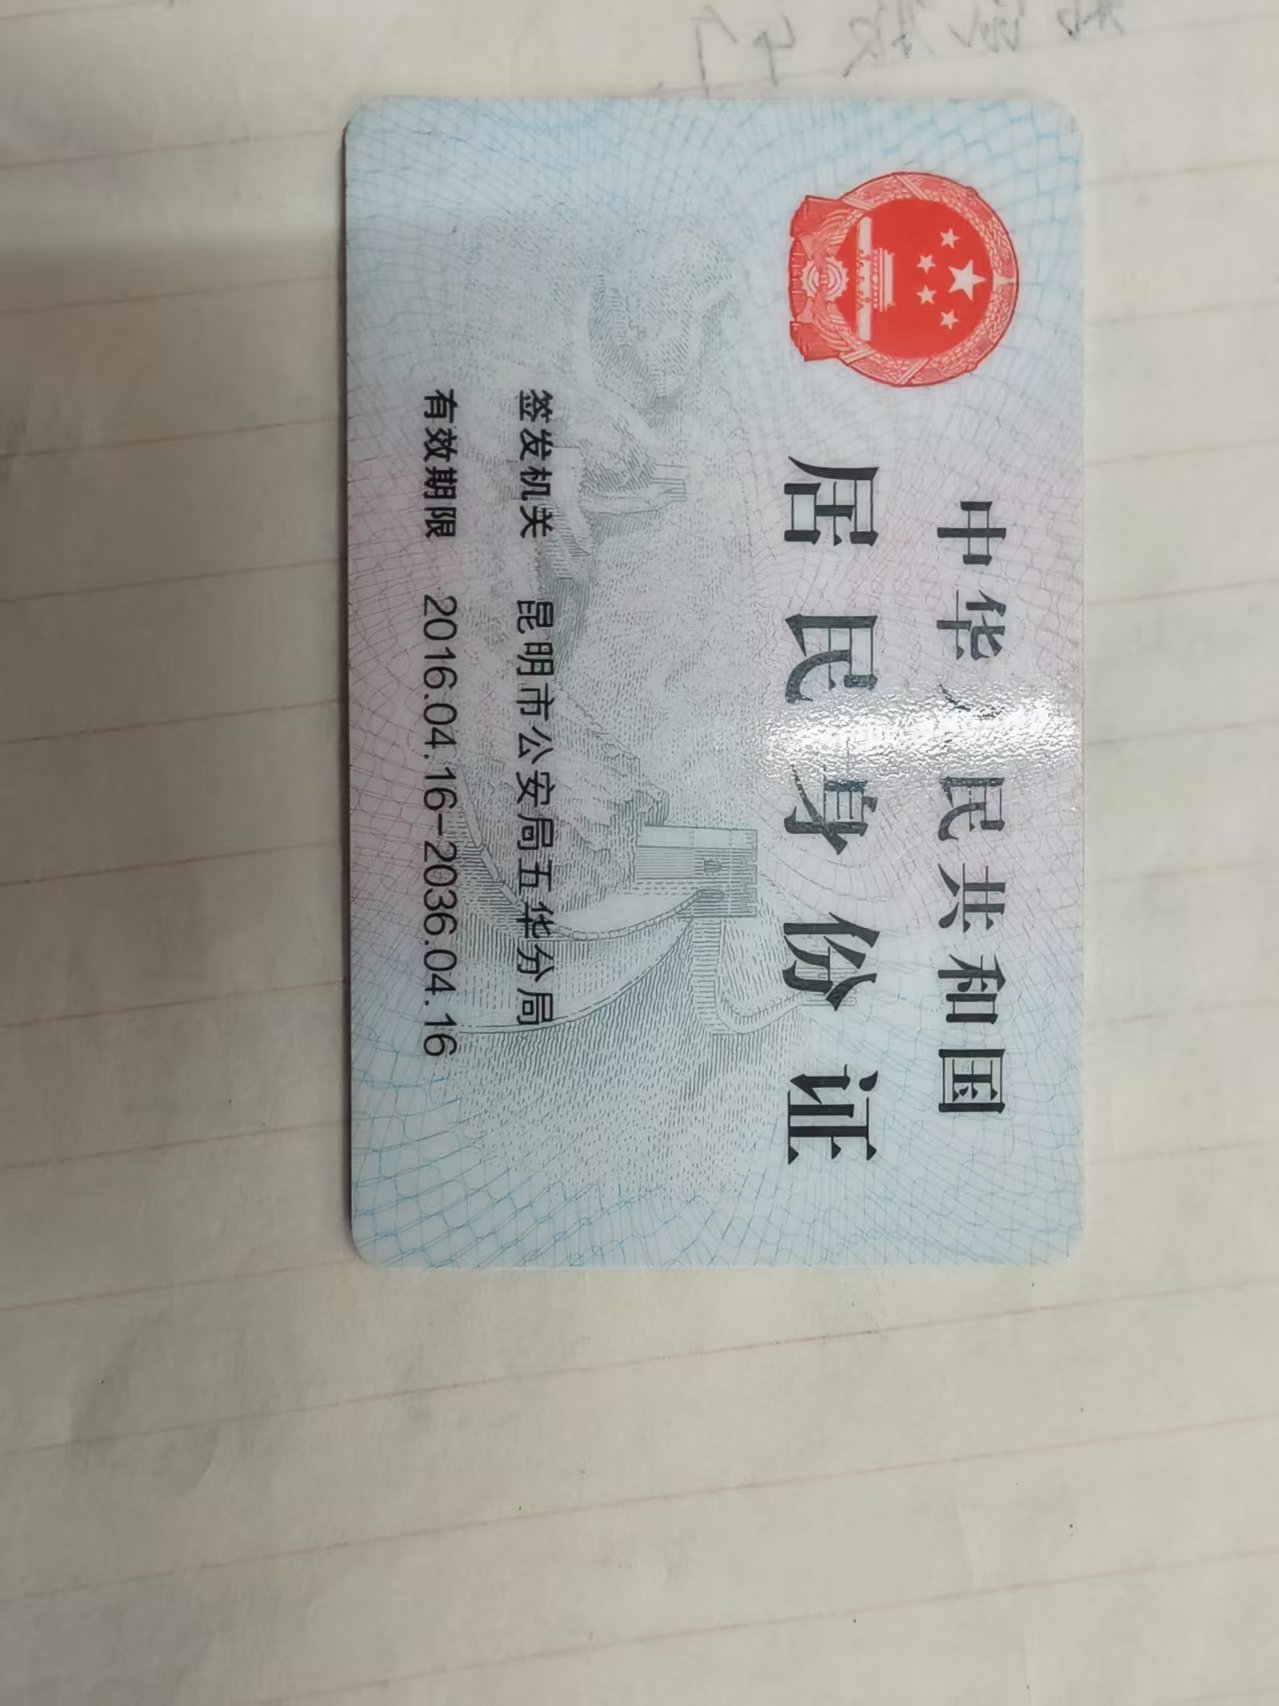 中华人民共和国
居民身份证
签发机关 昆明市公安局五华分局
有效期限 2016.04.16-2036.04.16